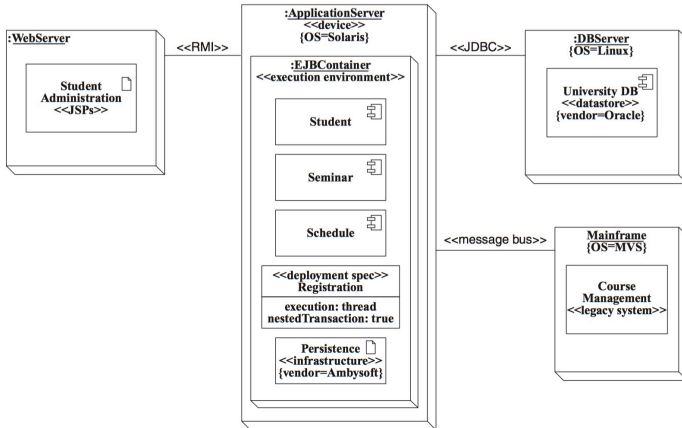 :WebServer
Student
Administration
<<JSPs>>
<<RMI>>
:ApplicationServer
<<device>>
{OS=Solaris}
:EJBContainer
<<execution environment>>
Student
Seminar
Schedule
<<deployment spec>>
Registration
execution: thread
nestedTransaction: true
Persistence
<<infrastructure>>
{vendor=Ambysoft}
<<JDBC>>
:DBServer
{OS=Linux}
University DB
<<datastore>>
{vendor=Oracle}
<<message bus>>
Mainframe
{OS=MVS}
Course
Management
<<legacy system>>